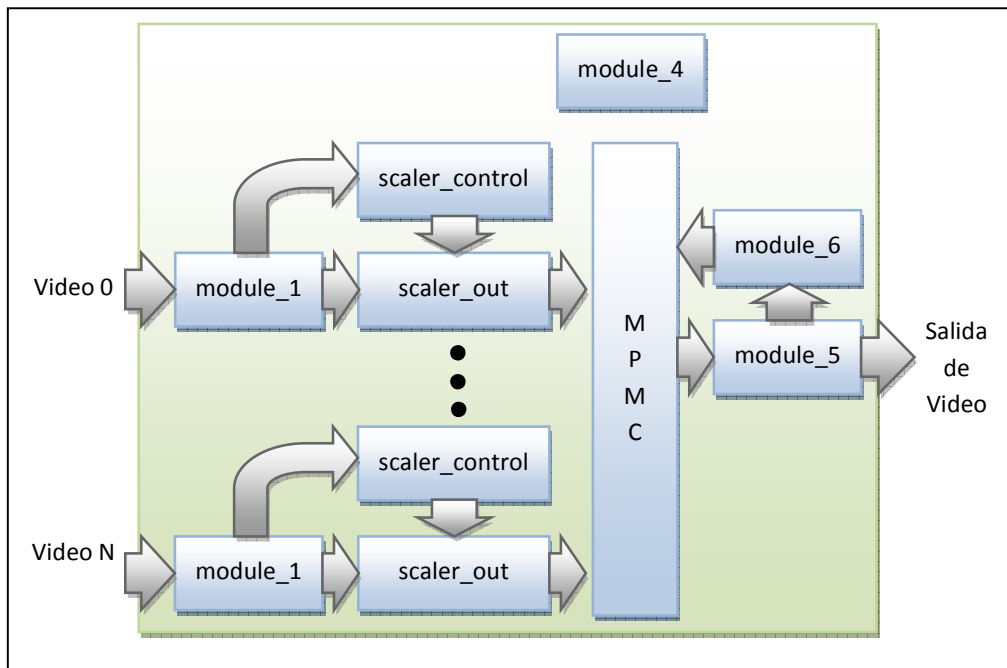 module_4
scaler_control
Video 0
module_1
scaler_out
M
P
M
C
module_6
module_5
Salida
de
Video
scaler_control
Video N
module_1
scaler_out